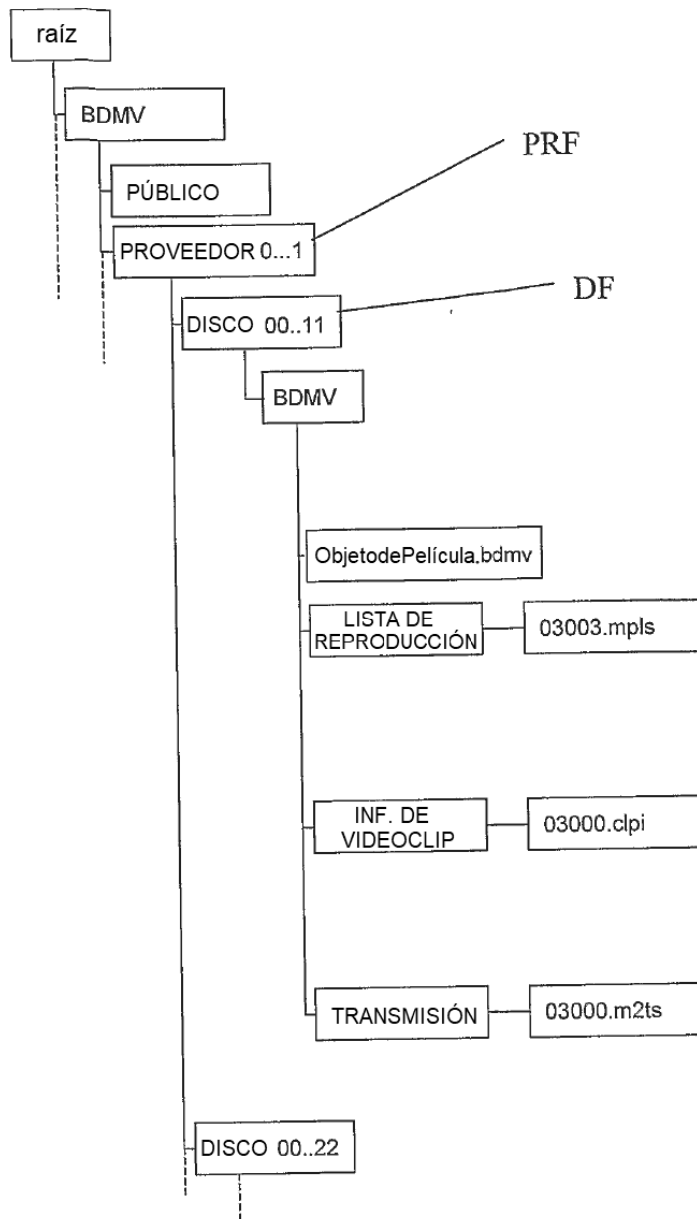 raíz
BDMV
PRF
PÚBLICO
PROVEEDOR 0...1
DF
DISCO 00..11
BDMV
ObjetodePelícula.bdmv
LISTA DE
REPRODUCCIÓN
03003.mpls
INF. DE
VIDEOCLIP
03000.clpi
TRANSMISIÓN
03000.m2ts
DISCO 00..22